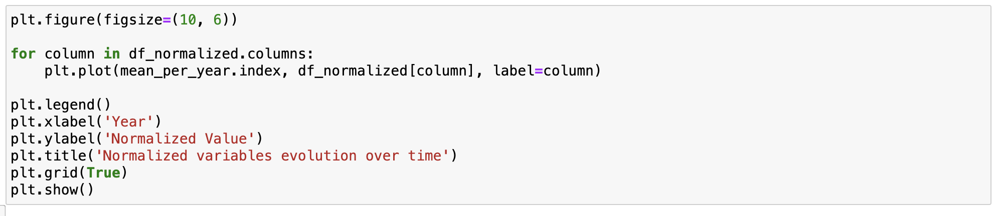 plt.figure(figsize=(10, 6))

for column in df_normalized.columns:
    plt.plot(mean_per_year.index, df_normalized[column], label=column)

plt.legend()
plt.xlabel('Year')
plt.ylabel('Normalized Value')
plt.title('Normalized variables evolution over time')
plt.grid(True)
plt.show()